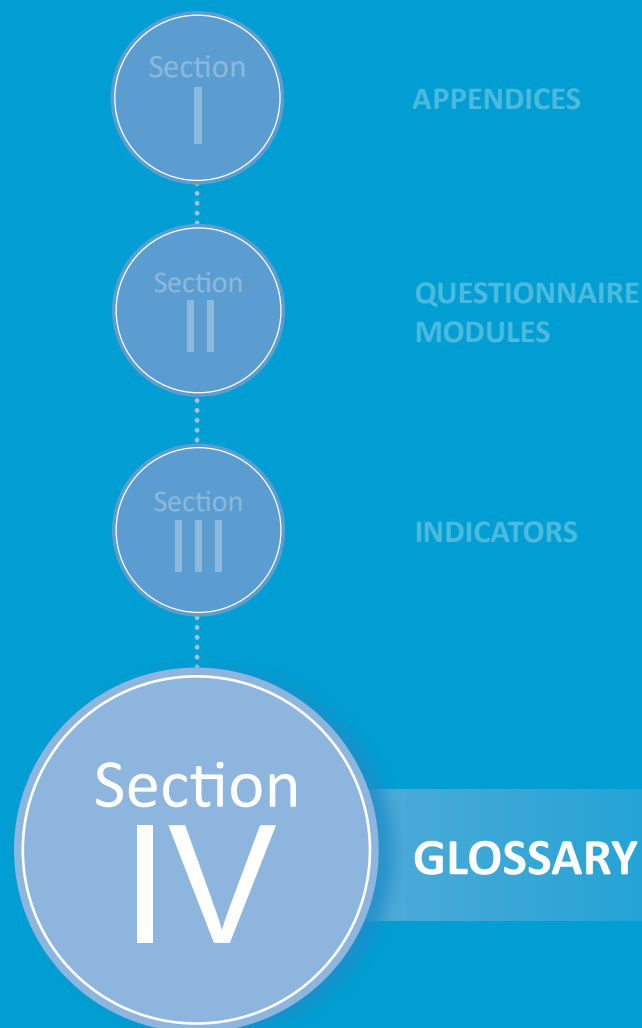 Section
I
APPENDICES
Section
II
QUESTIONNAIRE
MODULES
Section
III
INDICATORS
Section
IV
GLOSSARY